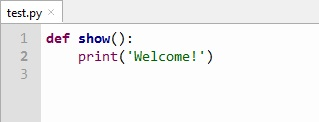 test.py ×
1 def show():
2     print('Welcome!')
3